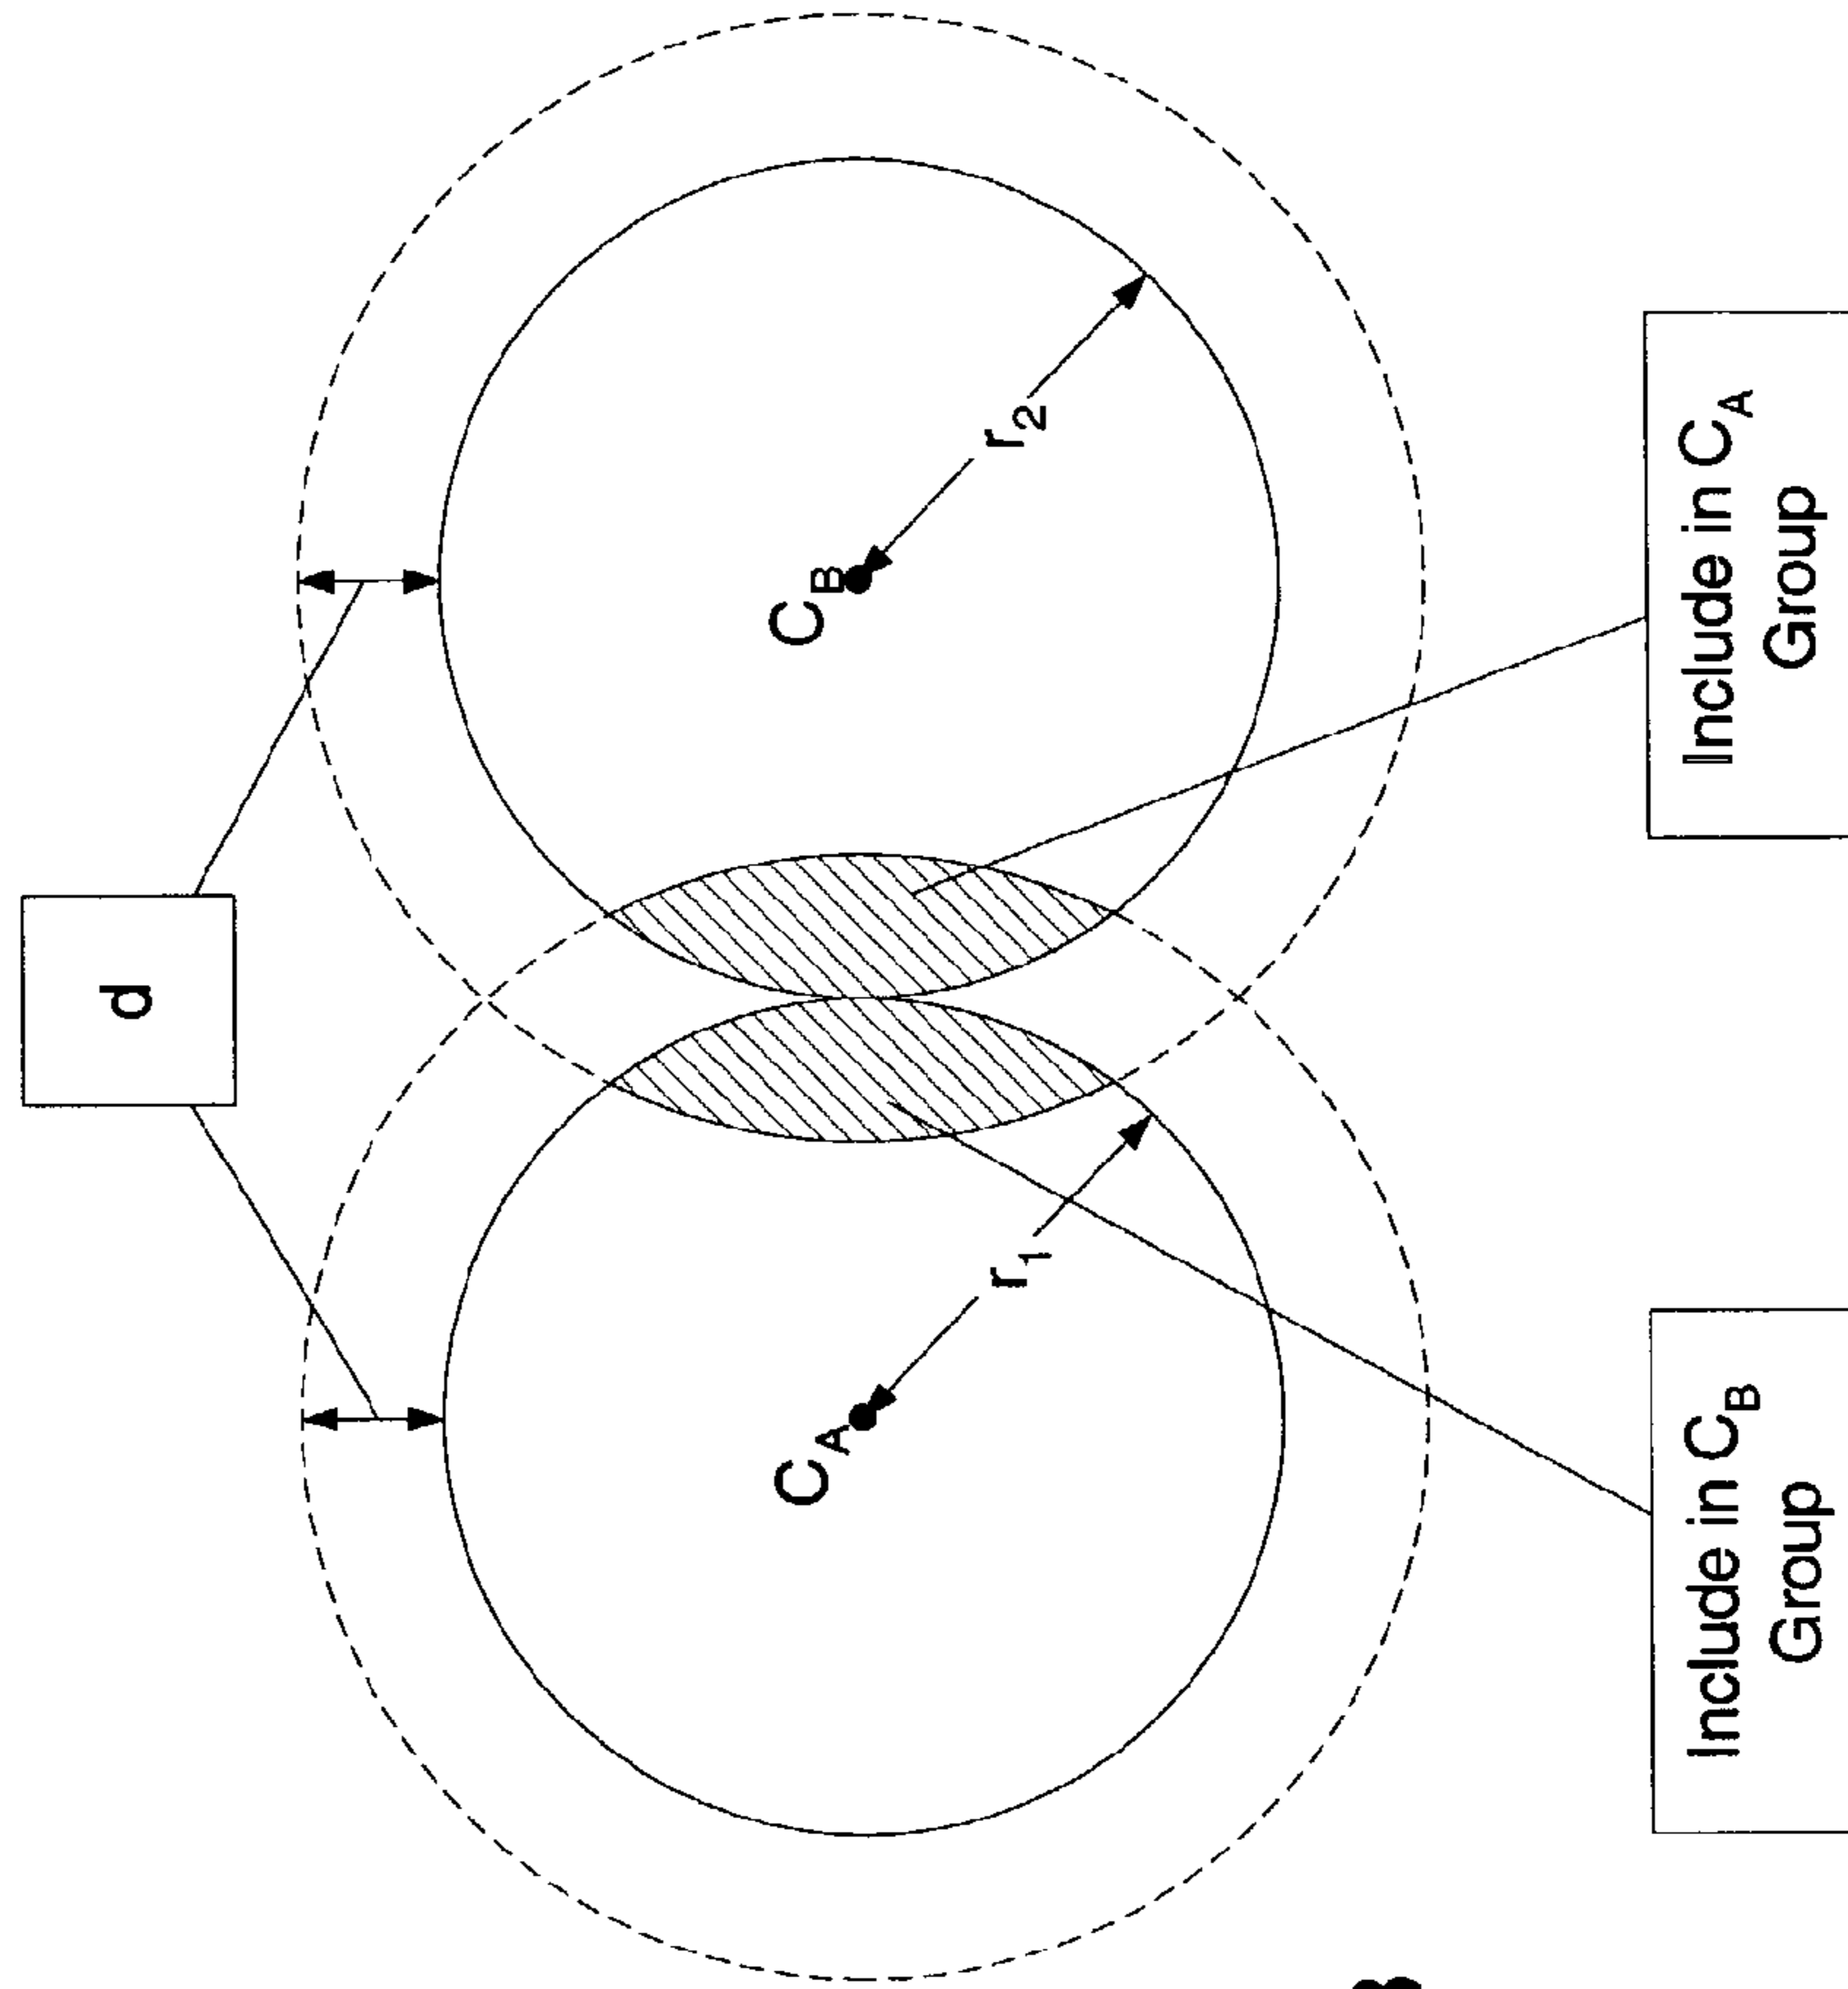 d
C_A
C_B
r_1
r_2
Include in C_B
Group
Include in C_A
Group